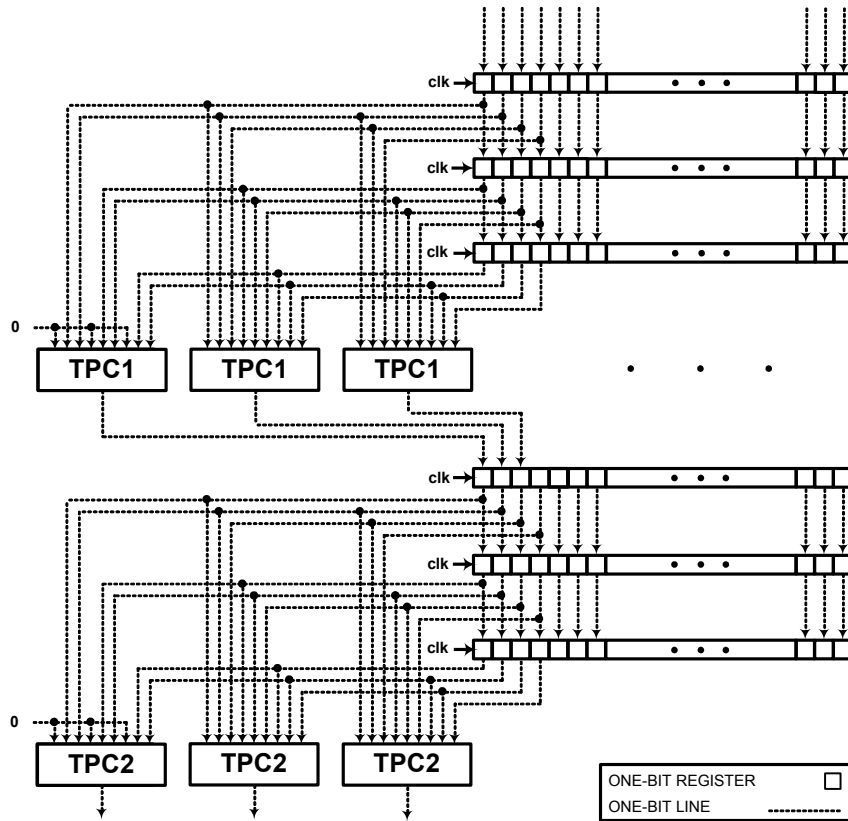 clk
clk
clk
0
TPC1 TPC1 TPC1
clk
clk
clk
0
TPC2 TPC2 TPC2
ONE-BIT REGISTER
ONE-BIT LINE